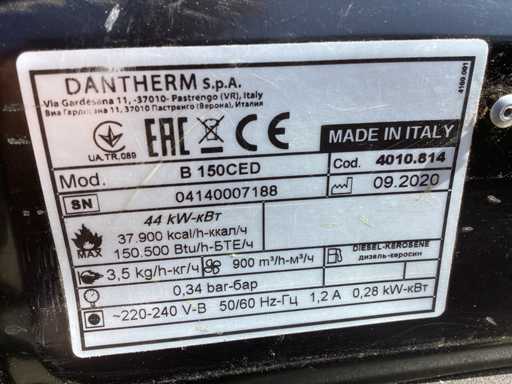 DANTHERM S.p.A.
Via Gardesana 11, -37010- Pastrengo (VR), Italy
Виа Гардезана 11, 37010 Пастренго (Верона), Италия
4160.001
UA.TR.089
EAC
CE
MADE IN ITALY
Mod. B 150CED
Cod. 4010.814
SN 04140007188
09.2020
MAX
44 kW-кВт
37.900 kcal/h-ккал/ч
150.500 Btu/h-БТЕ/ч
3,5 kg/h-кг/ч
900 m³/h-м³/ч
DIESEL-KEROSENE
дизель-керосин
0,34 bar-бар
~220-240 V-В 50/60 Hz-Гц 1,2 A 0,28 kW-кВт